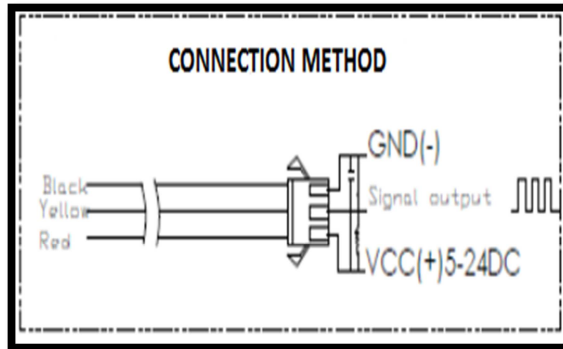 CONNECTION METHOD
GND(-)
Black
Yellow
Signal output
Red
VCC(+)5-24DC